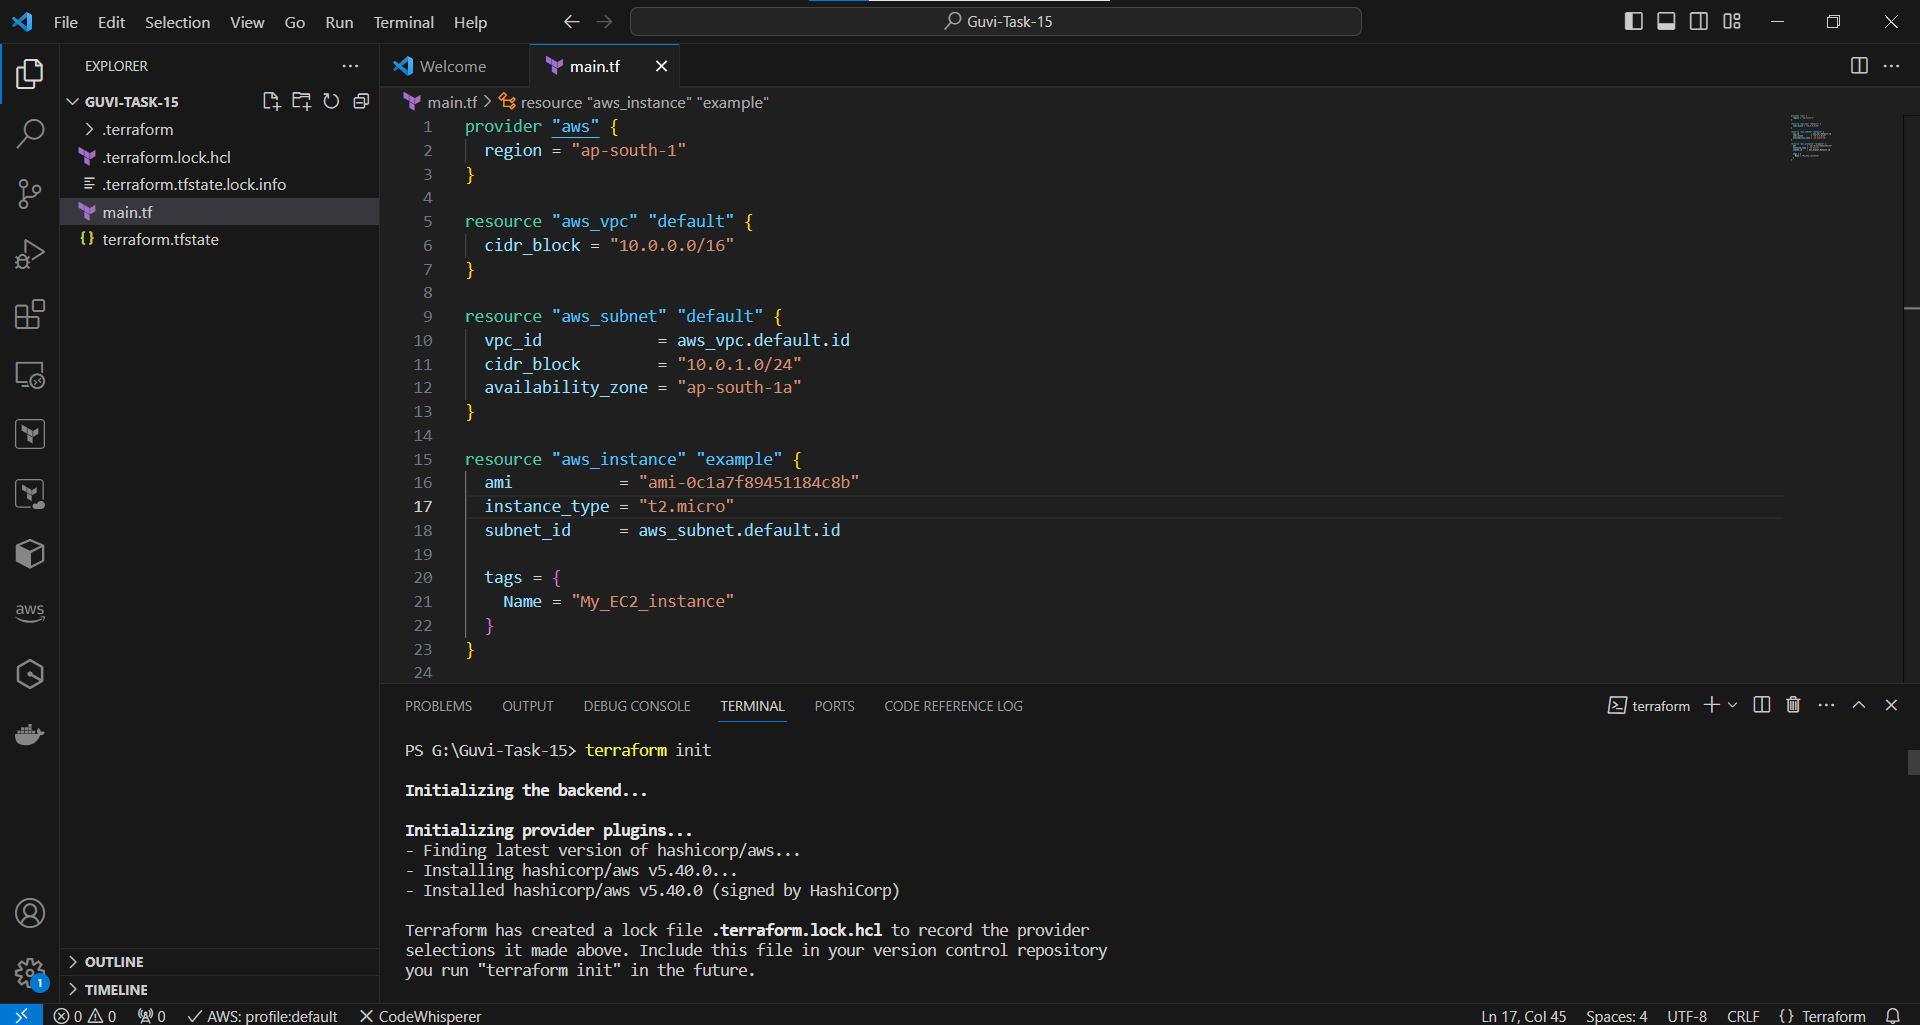 File Edit Selection View Go Run Terminal Help
Guvi-Task-15
EXPLORER
GUVI-TASK-15
.terraform
.terraform.lock.hcl
.terraform.tfstate.lock.info
main.tf
{} terraform.tfstate
OUTLINE
TIMELINE
aws
1
Welcome
main.tf
main.tf > resource "aws_instance" "example"
1 provider "aws" {
2 region = "ap-south-1"
3 }
4
5 resource "aws_vpc" "default" {
6 cidr_block = "10.0.0.0/16"
7 }
8
9 resource "aws_subnet" "default" {
10 vpc_id = aws_vpc.default.id
11 cidr_block = "10.0.1.0/24"
12 availability_zone = "ap-south-1a"
13 }
14
15 resource "aws_instance" "example" {
16 ami = "ami-0c1a7f89451184c8b"
17 instance_type = "t2.micro"
18 subnet_id = aws_subnet.default.id
19
20 tags = {
21 Name = "My_EC2_instance"
22 }
23 }
24
PROBLEMS OUTPUT DEBUG CONSOLE TERMINAL PORTS CODE REFERENCE LOG
terraform
PS G:\Guvi-Task-15> terraform init
Initializing the backend...
Initializing provider plugins...
- Finding latest version of hashicorp/aws...
- Installing hashicorp/aws v5.40.0...
- Installed hashicorp/aws v5.40.0 (signed by HashiCorp)
Terraform has created a lock file .terraform.lock.hcl to record the provider
selections it made above. Include this file in your version control repository
you run "terraform init" in the future.
0 0 0 AWS: profile:default CodeWhisperer
Ln 17, Col 45 Spaces: 4 UTF-8 CRLF {} Terraform